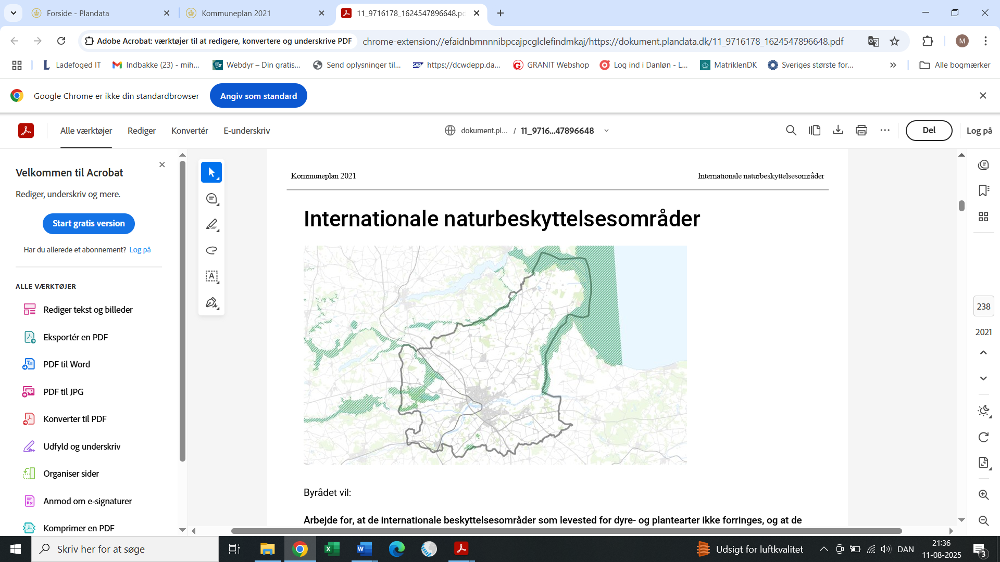 Forside - Plandata
Kommuneplan 2021
11_9716178_1624547896648.pd
Adobe Acrobat: værktøjer til at redigere, konvertere og underskrive PDF
chrome-extension://efaidnbmnnnibpcajpcglclefindmkaj/https://dokument.plandata.dk/11_9716178_1624547896648.pdf
M
Ladefoged IT
Indbakke (23) - mih...
Webdyr – Din gratis...
Send oplysninger til...
https://dcwdepp.da...
GRANIT Webshop
Log ind i Danløn - L...
MatriklenDK
Sveriges største for...
Alle bogmærker
Google Chrome er ikke din standardbrowser
Angiv som standard
Alle værktøjer
Rediger
Konvertér
E-underskriv
dokument.pl... / 11_9716...47896648
Del
Log på
Velkommen til Acrobat
Rediger, underskriv og mere.
Start gratis version
Har du allerede et abonnement? Log på
ALLE VÆRKTØJER
Rediger tekst og billeder
Eksportér en PDF
PDF til Word
PDF til JPG
Konverter til PDF
Udfyld og underskriv
Organiser sider
Anmod om e-signaturer
Komprimer en PDF
Kommuneplan 2021
Internationale naturbeskyttelsesområder
Internationale naturbeskyttelsesområder
Byrådet vil:
Arbejde for, at de internationale beskyttelsesområder som levested for dyre- og plantearter ikke forringes, og at de
238
2021
Skriv her for at søge
Udsigt for luftkvalitet
DAN
21:36
11-08-2025
3